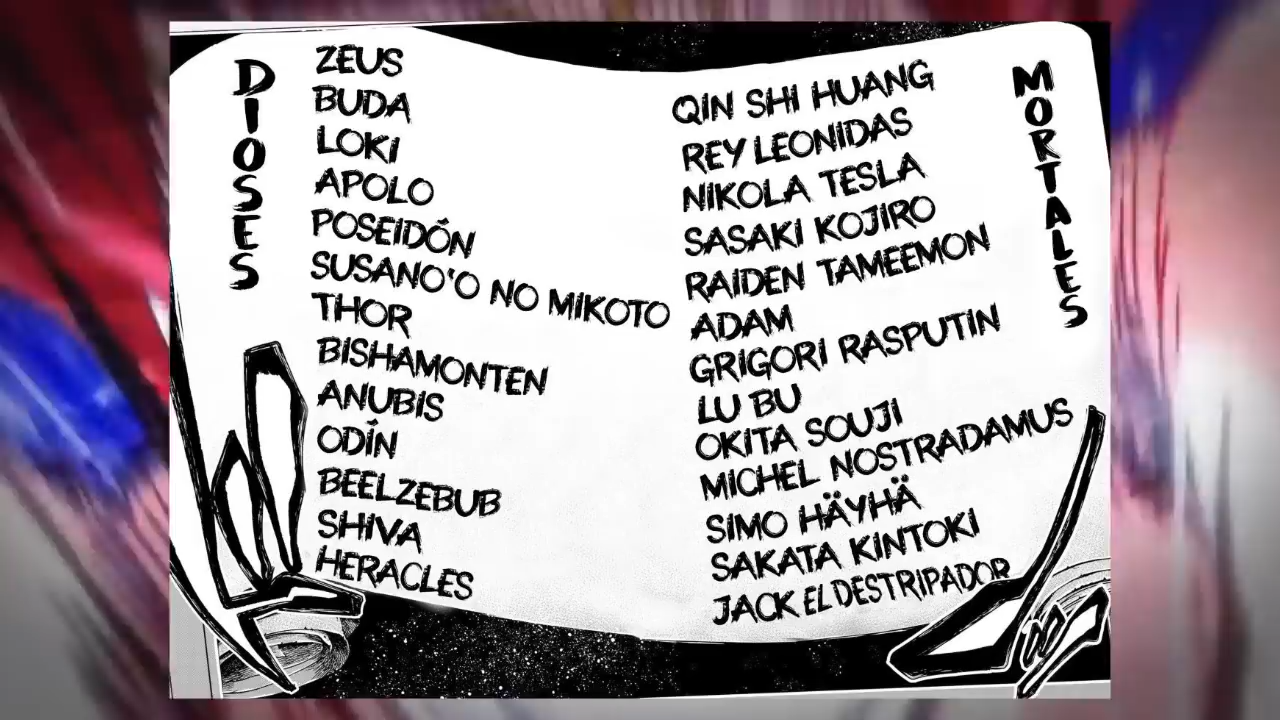 DIOSES
ZEUS
BUDA
LOKI
APOLO
POSEIDÓN
SUSANO'O NO MIKOTO
THOR
BISHAMONTEN
ANUBIS
ODÍN
BEELZEBUB
SHIVA
HERACLES
MORTALES
QIN SHI HUANG
REY LEONIDAS
NIKOLA TESLA
SASAKI KOJIRO
RAIDEN TAMEEMON
ADAM
GRIGORI RASPUTIN
LU BU
OKITA SOUJI
MICHEL NOSTRADAMUS
SIMO HÄYHÄ
SAKATA KINTOKI
JACK EL DESTRIPADOR